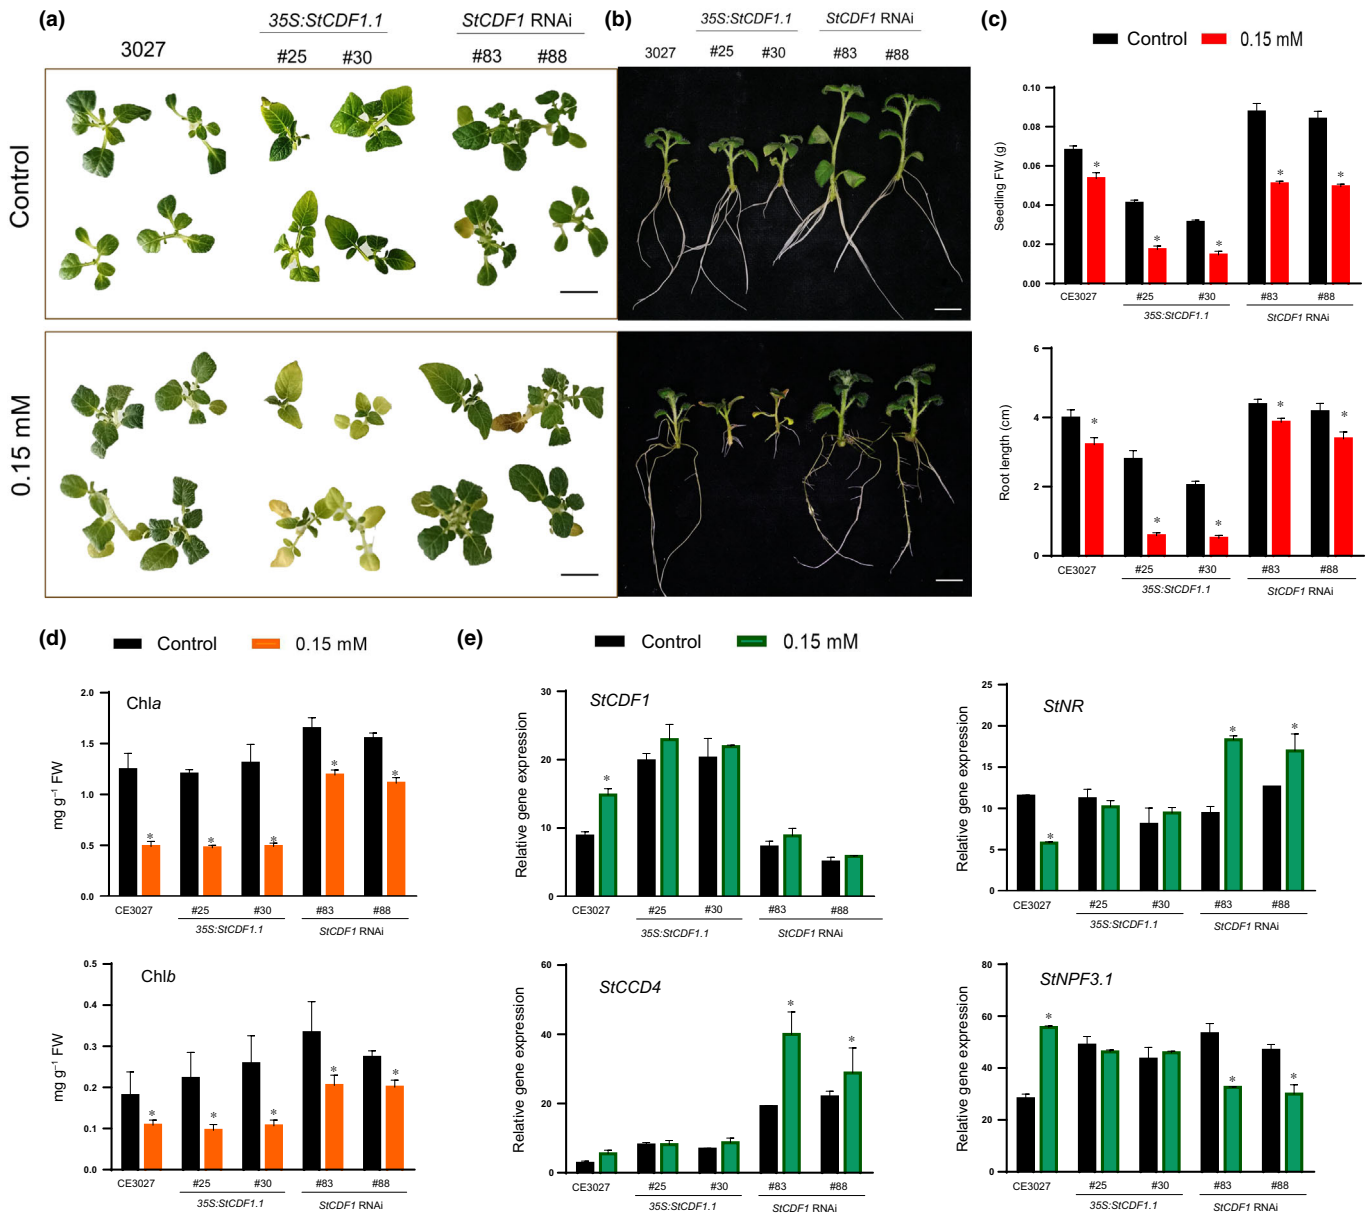 (a)
35S:StCDF1.1
StCDF1 RNAi
3027
#25 #30
#83 #88
Control
0.15 mM
(b)
35S:StCDF1.1
StCDF1 RNAi
3027
#25 #30
#83 #88
(c)
Control 0.15 mM
Seedling FW (g)
0.10
0.08
0.06
0.04
0.02
0.00
* * * * *
CE3027 #25 #30 #83 #88
35S:StCDF1.1 StCDF1 RNAi
Root length (cm)
6
4
2
0
* * * * *
CE3027 #25 #30 #83 #88
35S:StCDF1.1 StCDF1 RNAi
(d)
Control 0.15 mM
Chla
mg g⁻¹ FW
2.0
1.5
1.0
0.5
0.0
* * * * *
CE3027 #25 #30 #83 #88
35S:StCDF1.1 StCDF1 RNAi
Chlb
mg g⁻¹ FW
0.5
0.4
0.3
0.2
0.1
0.0
* * * * *
CE3027 #25 #30 #83 #88
35S:StCDF1.1 StCDF1 RNAi
(e)
Control 0.15 mM
StCDF1
Relative gene expression
30
20
10
0
*
CE3027 #25 #30 #83 #88
35S:StCDF1.1 StCDF1 RNAi
StNR
Relative gene expression
25
20
15
10
5
0
* * *
CE3027 #25 #30 #83 #88
35S:StCDF1.1 StCDF1 RNAi
StCCD4
Relative gene expression
60
40
20
0
* *
CE3027 #25 #30 #83 #88
35S:StCDF1.1 StCDF1 RNAi
StNPF3.1
Relative gene expression
80
60
40
20
0
* * *
CE3027 #25 #30 #83 #88
35S:StCDF1.1 StCDF1 RNAi